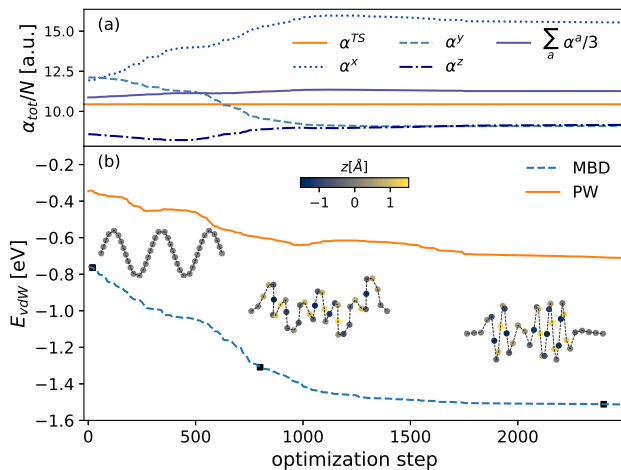 (a)
α_tot/N [a.u.]
15.0
12.5
10.0
α^TS
α^x
α^y
α^z
∑_a α^a/3
(b)
z[Å]
−1 0 1
MBD
PW
E_vdW [eV]
−0.2
−0.4
−0.6
−0.8
−1.0
−1.2
−1.4
−1.6
0 500 1000 1500 2000
optimization step